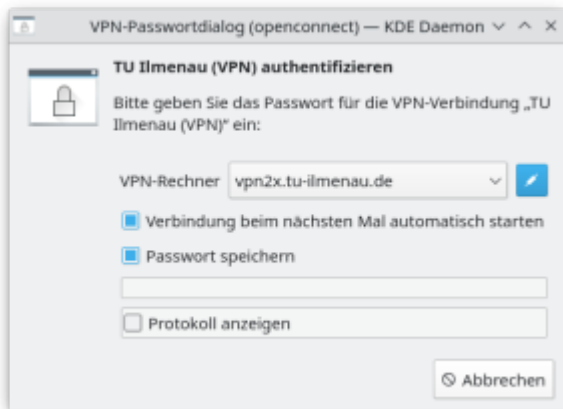 VPN-Passwortdialog (openconnect) — KDE Daemon
TU Ilmenau (VPN) authentifizieren
Bitte geben Sie das Passwort für die VPN-Verbindung „TU
Ilmenau (VPN)“ ein:
VPN-Rechner vpn2x.tu-ilmenau.de
Verbindung beim nächsten Mal automatisch starten
Passwort speichern
Protokoll anzeigen
Abbrechen